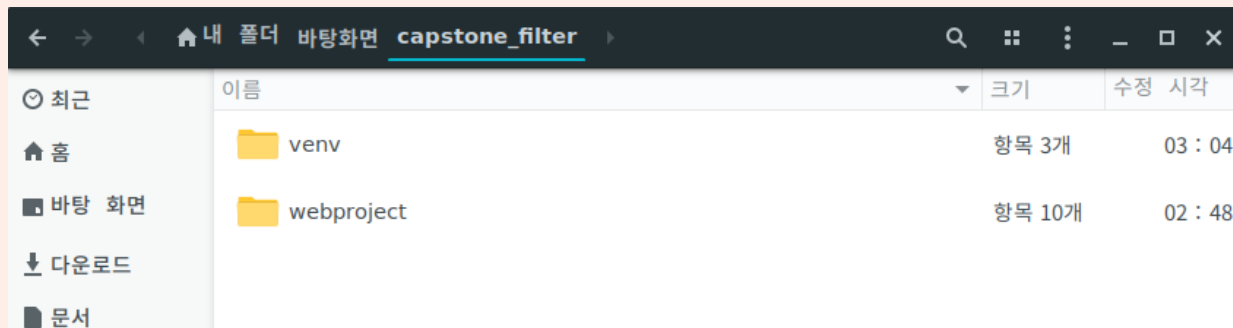 내 폴더 바탕화면 capstone_filter
이름 크기 수정 시각
최근
venv 항목 3개 03 : 04
홈
바탕 화면
webproject 항목 10개 02 : 48
다운로드
문서